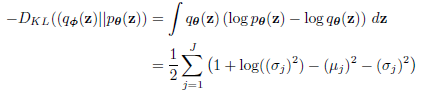 −D_{KL}((q_φ(𝐳)||p_𝛉(𝐳)) = ∫ q_𝛉(𝐳) (log p_𝛉(𝐳) − log q_𝛉(𝐳)) d𝐳
= 1/2 ∑_{j=1}^{J} (1 + log((σ_j)²) − (μ_j)² − (σ_j)²)